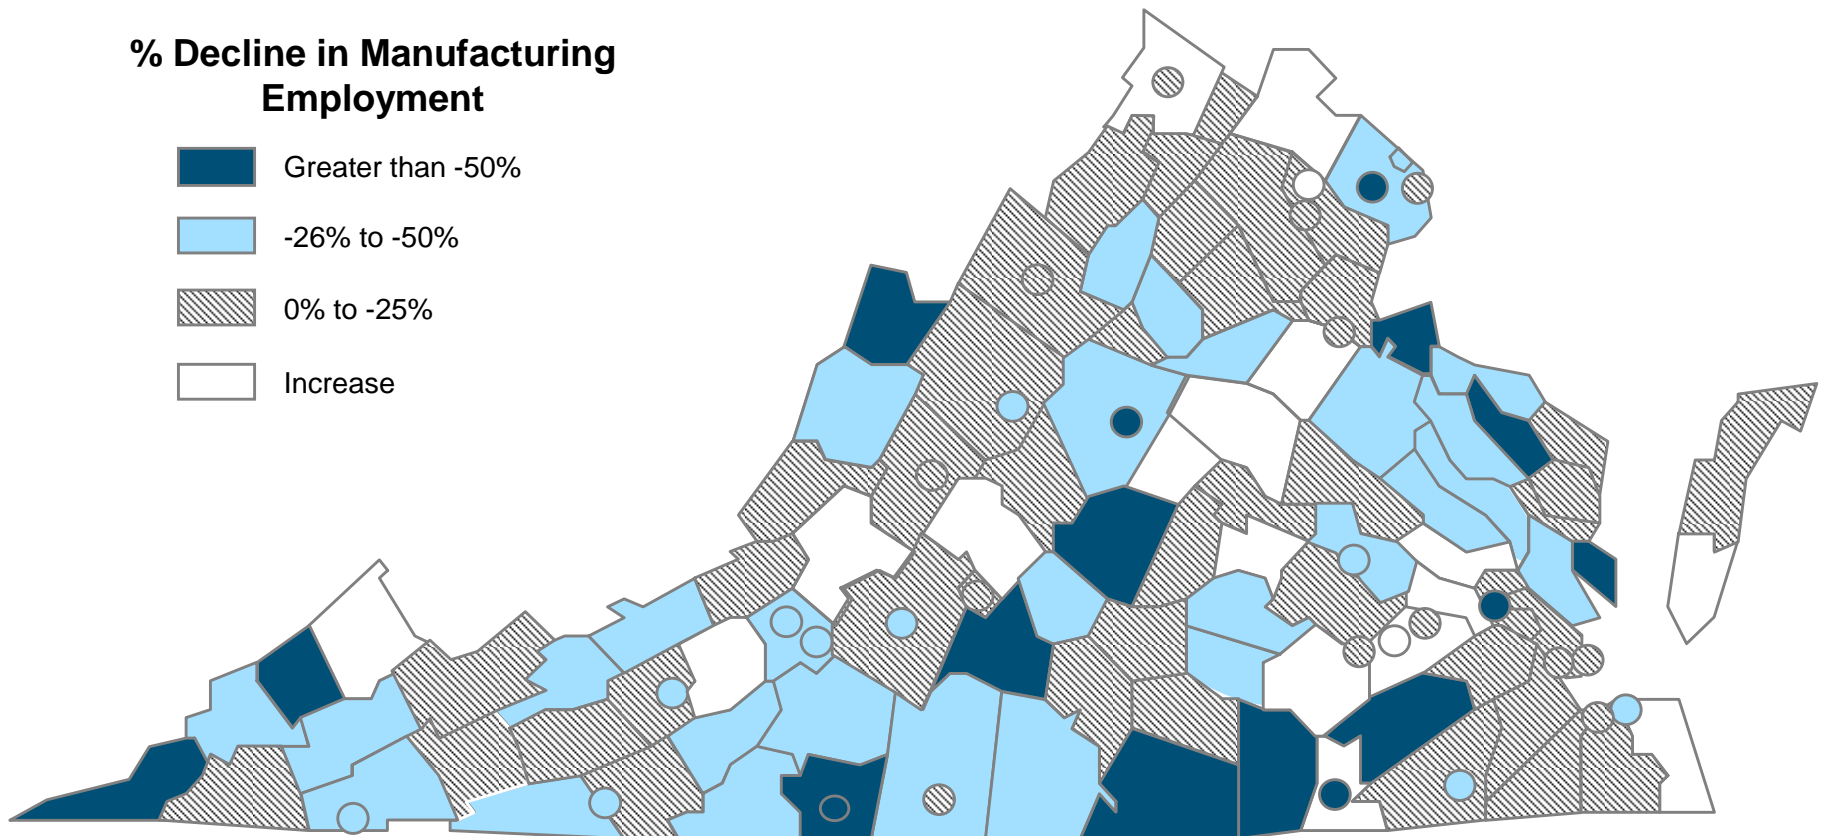 % Decline in Manufacturing
Employment
Greater than -50%
-26% to -50%
0% to -25%
Increase